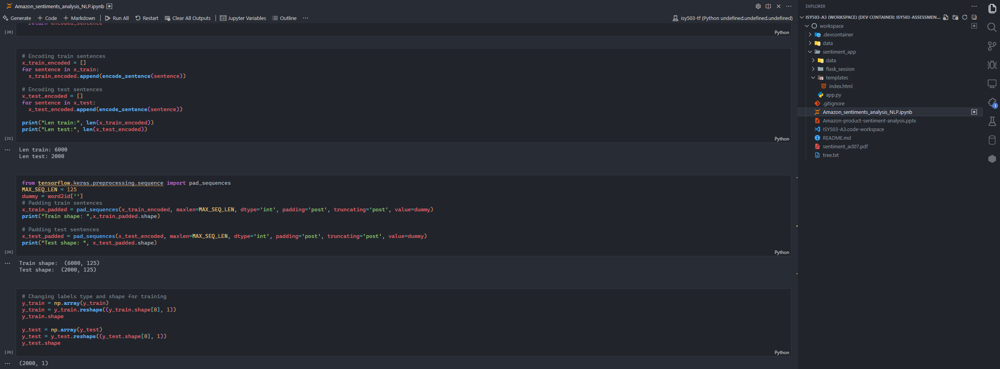 Amazon_sentiments_analysis_NLP.ipynb
Generate Code Markdown Run All Restart Clear All Outputs Jupyter Variables Outline ... isy503-tf (Python undefined.undefined.undefined)
return encoded_sentence
[20]
Python
# Encoding train sentences
x_train_encoded = []
for sentence in x_train:
x_train_encoded.append(encode_sentence(sentence))
# Encoding test sentences
x_test_encoded = []
for sentence in x_test:
x_test_encoded.append(encode_sentence(sentence))
print("Len train:", len(x_train_encoded))
print("Len test:", len(x_test_encoded))
[21]
Python
... Len train: 6000
Len test: 2000
from tensorflow.keras.preprocessing.sequence import pad_sequences
MAX_SEQ_LEN = 125
dummy = word2id['']
# Padding train sentences
x_train_padded = pad_sequences(x_train_encoded, maxlen=MAX_SEQ_LEN, dtype='int', padding='post', truncating='post', value=dummy)
print("Train shape: ",x_train_padded.shape)
# Padding test sentences
x_test_padded = pad_sequences(x_test_encoded, maxlen=MAX_SEQ_LEN, dtype='int', padding='post', truncating='post', value=dummy)
print("Test shape: ", x_test_padded.shape)
[24]
Python
... Train shape:  (6000, 125)
Test shape:  (2000, 125)
# Changing labels type and shape for training
y_train = np.array(y_train)
y_train = y_train.reshape((y_train.shape[0], 1))
y_train.shape
y_test = np.array(y_test)
y_test = y_test.reshape((y_test.shape[0], 1))
y_test.shape
[26]
Python
... (2000, 1)
EXPLORER ...
ISY503-A3 (WORKSPACE) [DEV CONTAINER: ISY503-ASSESSMEN...
workspace
.devcontainer
data
sentiment_app
data
flask_session
templates
index.html
app.py
.gitignore
Amazon_sentiments_analysis_NLP.ipynb
Amazon-product-sentiment-analysis.pptx
ISY503-A3.code-workspace
README.md
sentiment_acl07.pdf
tree.txt
1